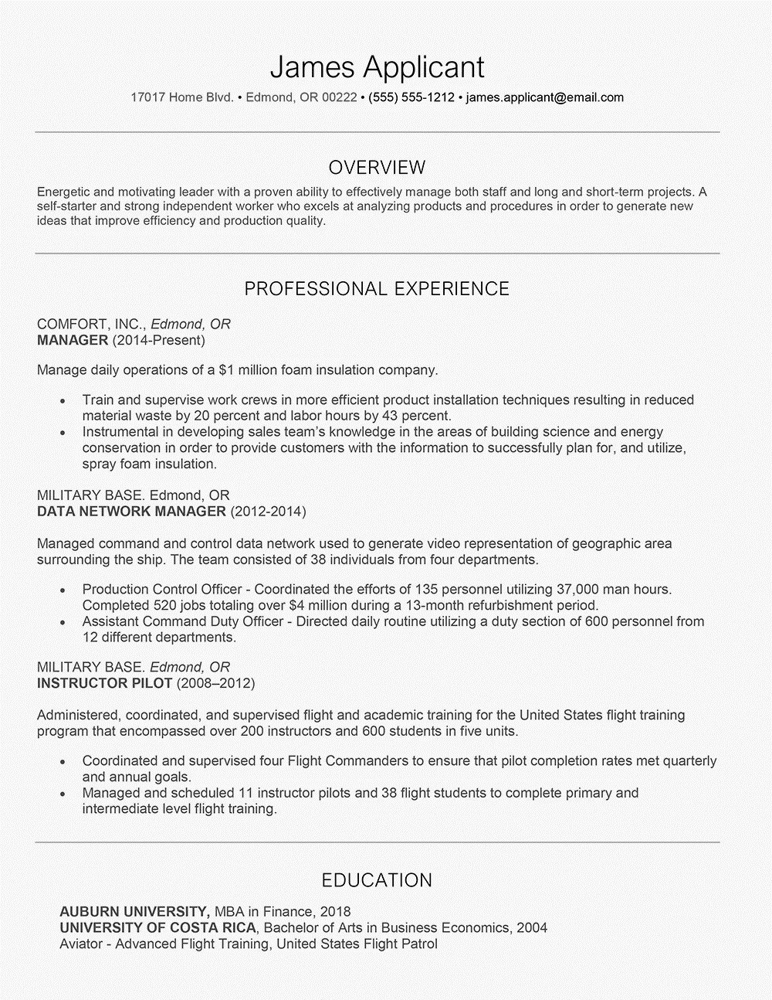 James Applicant
17017 Home Blvd. • Edmond, OR 00222 • (555) 555-1212 • james.applicant@email.com
OVERVIEW
Energetic and motivating leader with a proven ability to effectively manage both staff and long and short-term projects. A
self-starter and strong independent worker who excels at analyzing products and procedures in order to generate new
ideas that improve efficiency and production quality.
PROFESSIONAL EXPERIENCE
COMFORT, INC., Edmond, OR
MANAGER (2014-Present)
Manage daily operations of a $1 million foam insulation company.
• Train and supervise work crews in more efficient product installation techniques resulting in reduced
material waste by 20 percent and labor hours by 43 percent.
• Instrumental in developing sales team’s knowledge in the areas of building science and energy
conservation in order to provide customers with the information to successfully plan for, and utilize,
spray foam insulation.
MILITARY BASE. Edmond, OR
DATA NETWORK MANAGER (2012-2014)
Managed command and control data network used to generate video representation of geographic area
surrounding the ship. The team consisted of 38 individuals from four departments.
• Production Control Officer - Coordinated the efforts of 135 personnel utilizing 37,000 man hours.
Completed 520 jobs totaling over $4 million during a 13-month refurbishment period.
• Assistant Command Duty Officer - Directed daily routine utilizing a duty section of 600 personnel from
12 different departments.
MILITARY BASE. Edmond, OR
INSTRUCTOR PILOT (2008–2012)
Administered, coordinated, and supervised flight and academic training for the United States flight training
program that encompassed over 200 instructors and 600 students in five units.
• Coordinated and supervised four Flight Commanders to ensure that pilot completion rates met quarterly
and annual goals.
• Managed and scheduled 11 instructor pilots and 38 flight students to complete primary and
intermediate level flight training.
EDUCATION
AUBURN UNIVERSITY, MBA in Finance, 2018
UNIVERSITY OF COSTA RICA, Bachelor of Arts in Business Economics, 2004
Aviator - Advanced Flight Training, United States Flight Patrol